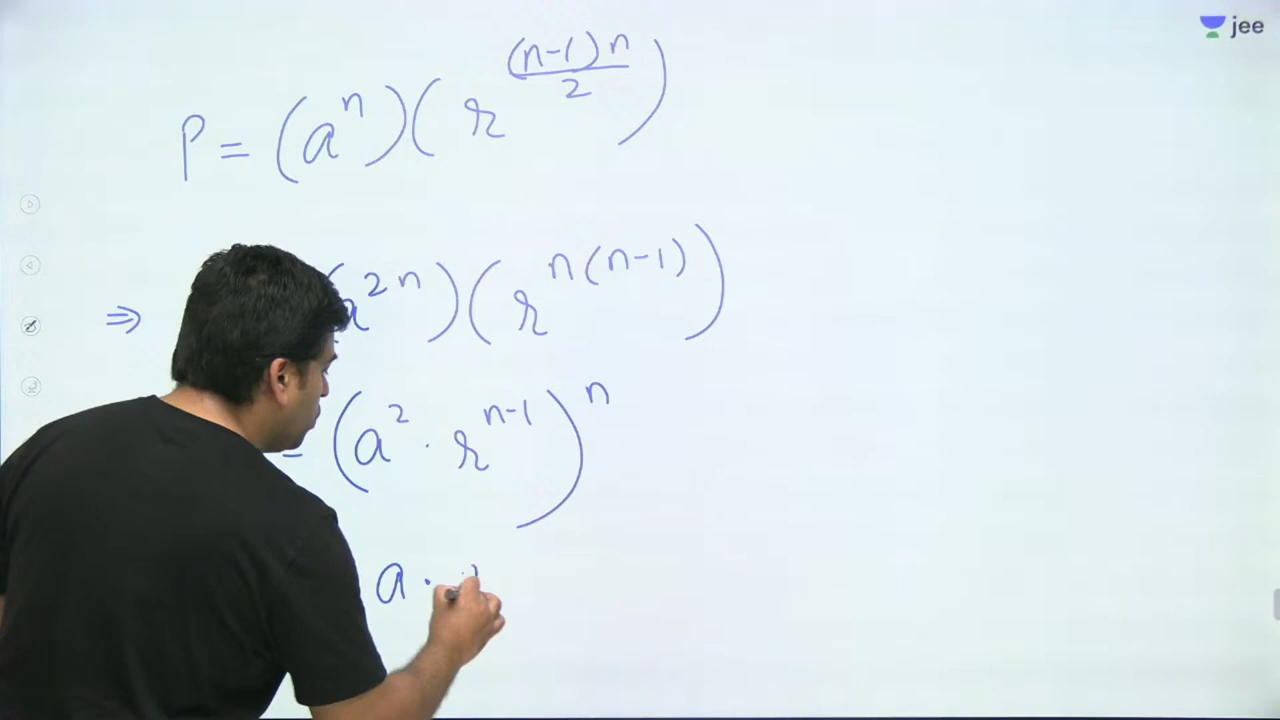 jee
P = (a^n)(r^((n-1)n/2))
⇒ a^(2n))(r^(n(n-1)))
= (a^2 · r^(n-1))^n
a ·